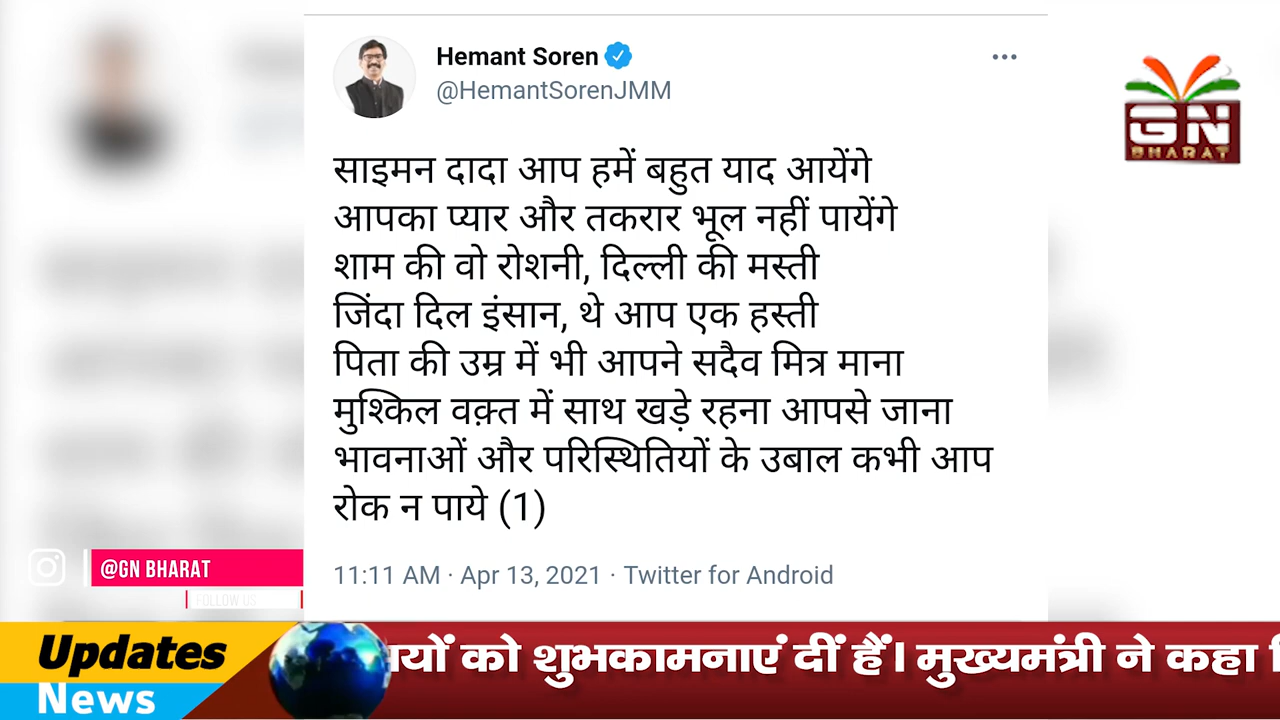 Hemant Soren
@HemantSorenJMM
साइमन दादा आप हमें बहुत याद आयेंगे
आपका प्यार और तकरार भूल नहीं पायेंगे
शाम की वो रोशनी, दिल्ली की मस्ती
जिंदा दिल इंसान, थे आप एक हस्ती
पिता की उम्र में भी आपने सदैव मित्र माना
मुश्किल वक़्त में साथ खड़े रहना आपसे जाना
भावनाओं और परिस्थितियों के उबाल कभी आप
रोक न पाये (1)
11:11 AM · Apr 13, 2021 · Twitter for Android
GN
BHARAT
@GN BHARAT
FOLLOW US
Updates
News
को शुभकामनाएं दीं हैं। मुख्यमंत्री ने कहा